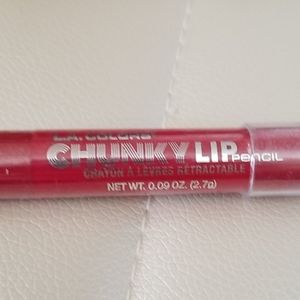 L.A. COLORS
CHUNKY LIP PENCIL
CRAYON À LÈVRES RÉTRACTABLE
NET WT. 0.09 OZ. (2.7g)